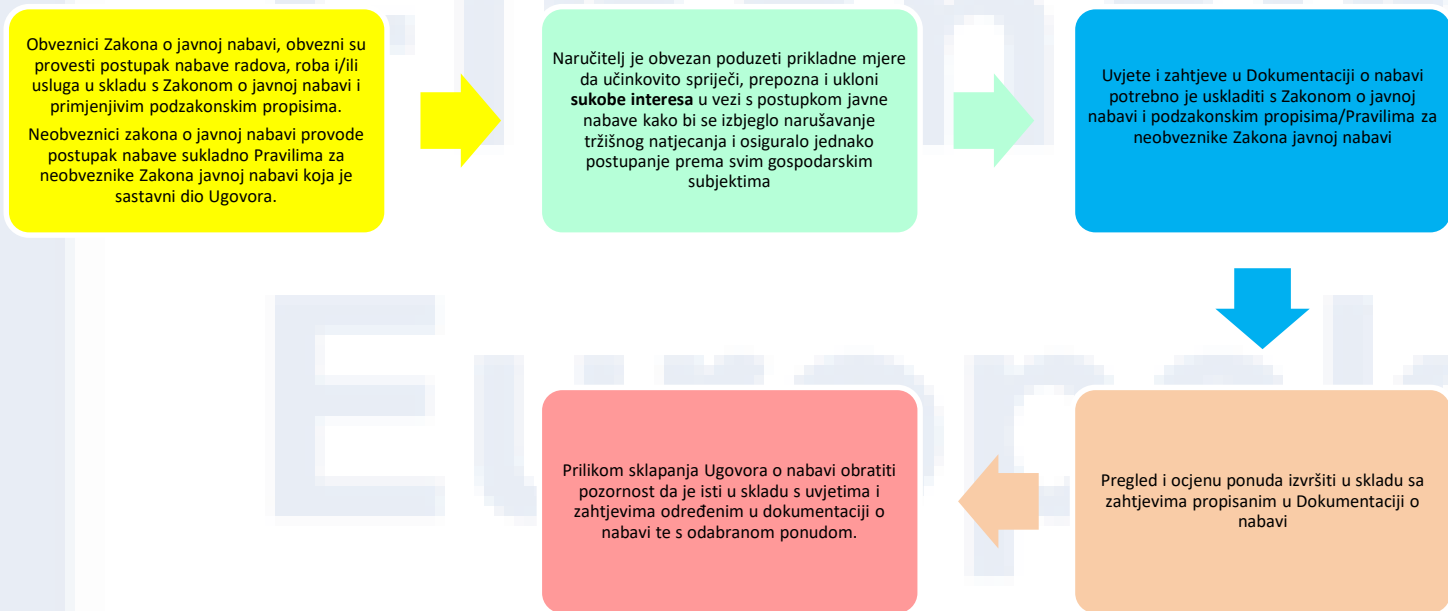 Obveznici Zakona o javnoj nabavi, obvezni su
provesti postupak nabave radova, roba i/ili
usluga u skladu s Zakonom o javnoj nabavi i
primjenjivim podzakonskim propisima.
Neobveznici zakona o javnoj nabavi provode
postupak nabave sukladno Pravilima za
neobveznike Zakona javnoj nabavi koja je
sastavni dio Ugovora.
Naručitelj je obvezan poduzeti prikladne mjere
da učinkovito spriječi, prepozna i ukloni
sukobe interesa u vezi s postupkom javne
nabave kako bi se izbjeglo narušavanje
tržišnog natjecanja i osiguralo jednako
postupanje prema svim gospodarskim
subjektima
Uvjete i zahtjeve u Dokumentaciji o nabavi
potrebno je uskladiti s Zakonom o javnoj
nabavi i podzakonskim propisima/Pravilima za
neobveznike Zakona javnoj nabavi
Pregled i ocjenu ponuda izvršiti u skladu sa
zahtjevima propisanim u Dokumentaciji o
nabavi
Prilikom sklapanja Ugovora o nabavi obratiti
pozornost da je isti u skladu s uvjetima i
zahtjevima određenim u dokumentaciji o
nabavi te s odabranom ponudom.